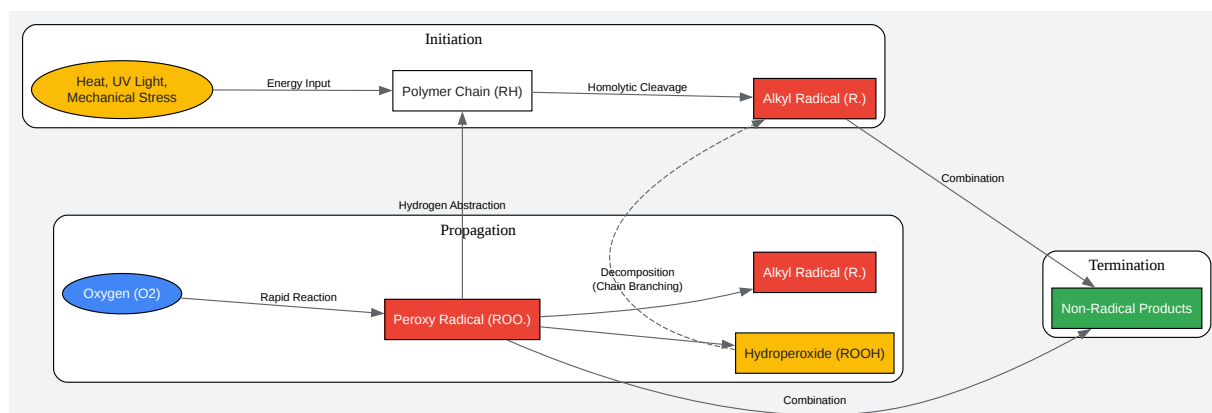 Initiation
Heat, UV Light,
Mechanical Stress
Energy Input
Polymer Chain (RH)
Homolytic Cleavage
Alkyl Radical (R.)
Combination
Hydrogen Abstraction
Propagation
Oxygen (O2)
Rapid Reaction
Peroxy Radical (ROO.)
Decomposition
(Chain Branching)
Alkyl Radical (R.)
Hydroperoxide (ROOH)
Combination
Termination
Non-Radical Products